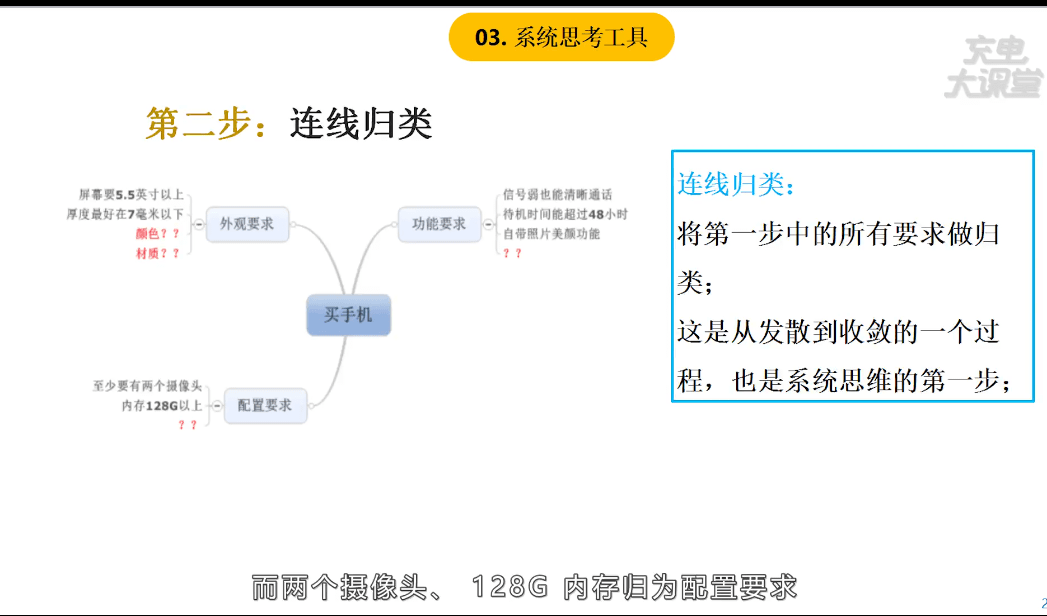 03. 系统思考工具
充电
大课堂
第二步：连线归类
屏幕要5.5英寸以上
厚度最好在7毫米以下
颜色？？
材质？？
外观要求
功能要求
信号弱也能清晰通话
待机时间能超过48小时
自带照片美颜功能
？？
买手机
至少要有两个摄像头
内存128G以上
？？
配置要求
连线归类：
将第一步中的所有要求做归
类；
这是从发散到收敛的一个过
程，也是系统思维的第一步；
而两个摄像头、 128G 内存归为配置要求